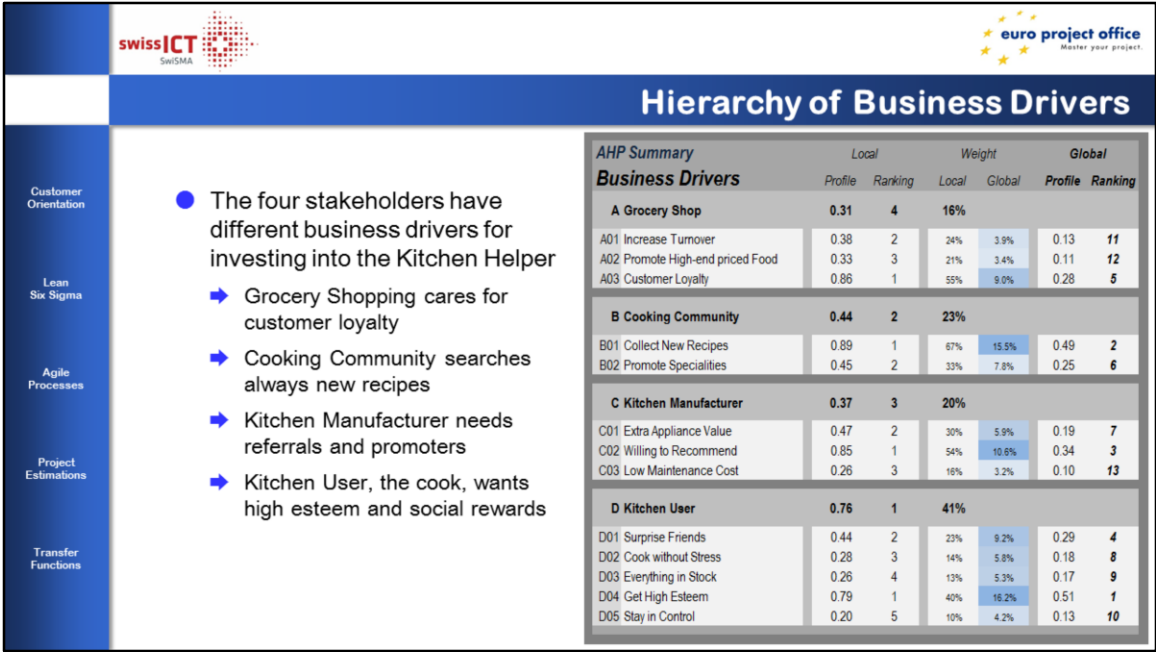 swissICT
SwiSMA
euro project office
Master your project.
Hierarchy of Business Drivers
Customer
Orientation
Lean
Six Sigma
Agile
Processes
Project
Estimations
Transfer
Functions
The four stakeholders have
different business drivers for
investing into the Kitchen Helper
Grocery Shopping cares for
customer loyalty
Cooking Community searches
always new recipes
Kitchen Manufacturer needs
referrals and promoters
Kitchen User, the cook, wants
high esteem and social rewards
AHP Summary Local Weight Global
Business Drivers Profile Ranking Local Global Profile Ranking
A Grocery Shop 0.31 4 16%
A01 Increase Turnover 0.38 2 24% 3.9% 0.13 11
A02 Promote High-end priced Food 0.33 3 21% 3.4% 0.11 12
A03 Customer Loyalty 0.86 1 55% 9.0% 0.28 5
B Cooking Community 0.44 2 23%
B01 Collect New Recipes 0.89 1 67% 15.5% 0.49 2
B02 Promote Specialities 0.45 2 33% 7.8% 0.25 6
C Kitchen Manufacturer 0.37 3 20%
C01 Extra Appliance Value 0.47 2 30% 5.9% 0.19 7
C02 Willing to Recommend 0.85 1 54% 10.6% 0.34 3
C03 Low Maintenance Cost 0.26 3 16% 3.2% 0.10 13
D Kitchen User 0.76 1 41%
D01 Surprise Friends 0.44 2 23% 9.2% 0.29 4
D02 Cook without Stress 0.28 3 14% 5.8% 0.18 8
D03 Everything in Stock 0.26 4 13% 5.3% 0.17 9
D04 Get High Esteem 0.79 1 40% 16.2% 0.51 1
D05 Stay in Control 0.20 5 10% 4.2% 0.13 10